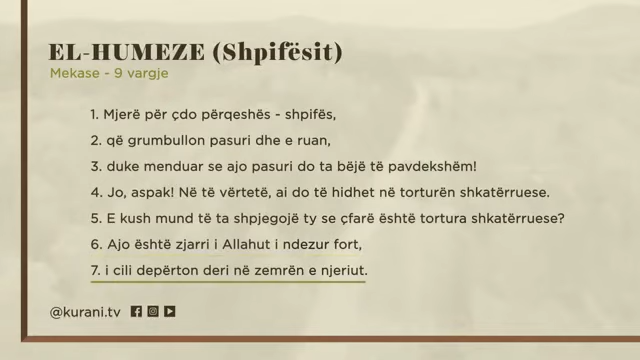 EL-HUMEZE (Shpifësit)
Mekase - 9 vargje
1. Mjerë për çdo përqeshës - shpifës,
2. që grumbullon pasuri dhe e ruan,
3. duke menduar se ajo pasuri do ta bëjë të pavdekshëm!
4. Jo, aspak! Në të vërtetë, ai do të hidhet në torturën shkatërruese.
5. E kush mund të ta shpjegojë ty se çfarë është tortura shkatërruese?
6. Ajo është zjarri i Allahut i ndezur fort,
7. i cili depërton deri në zemrën e njeriut.
@kurani.tv